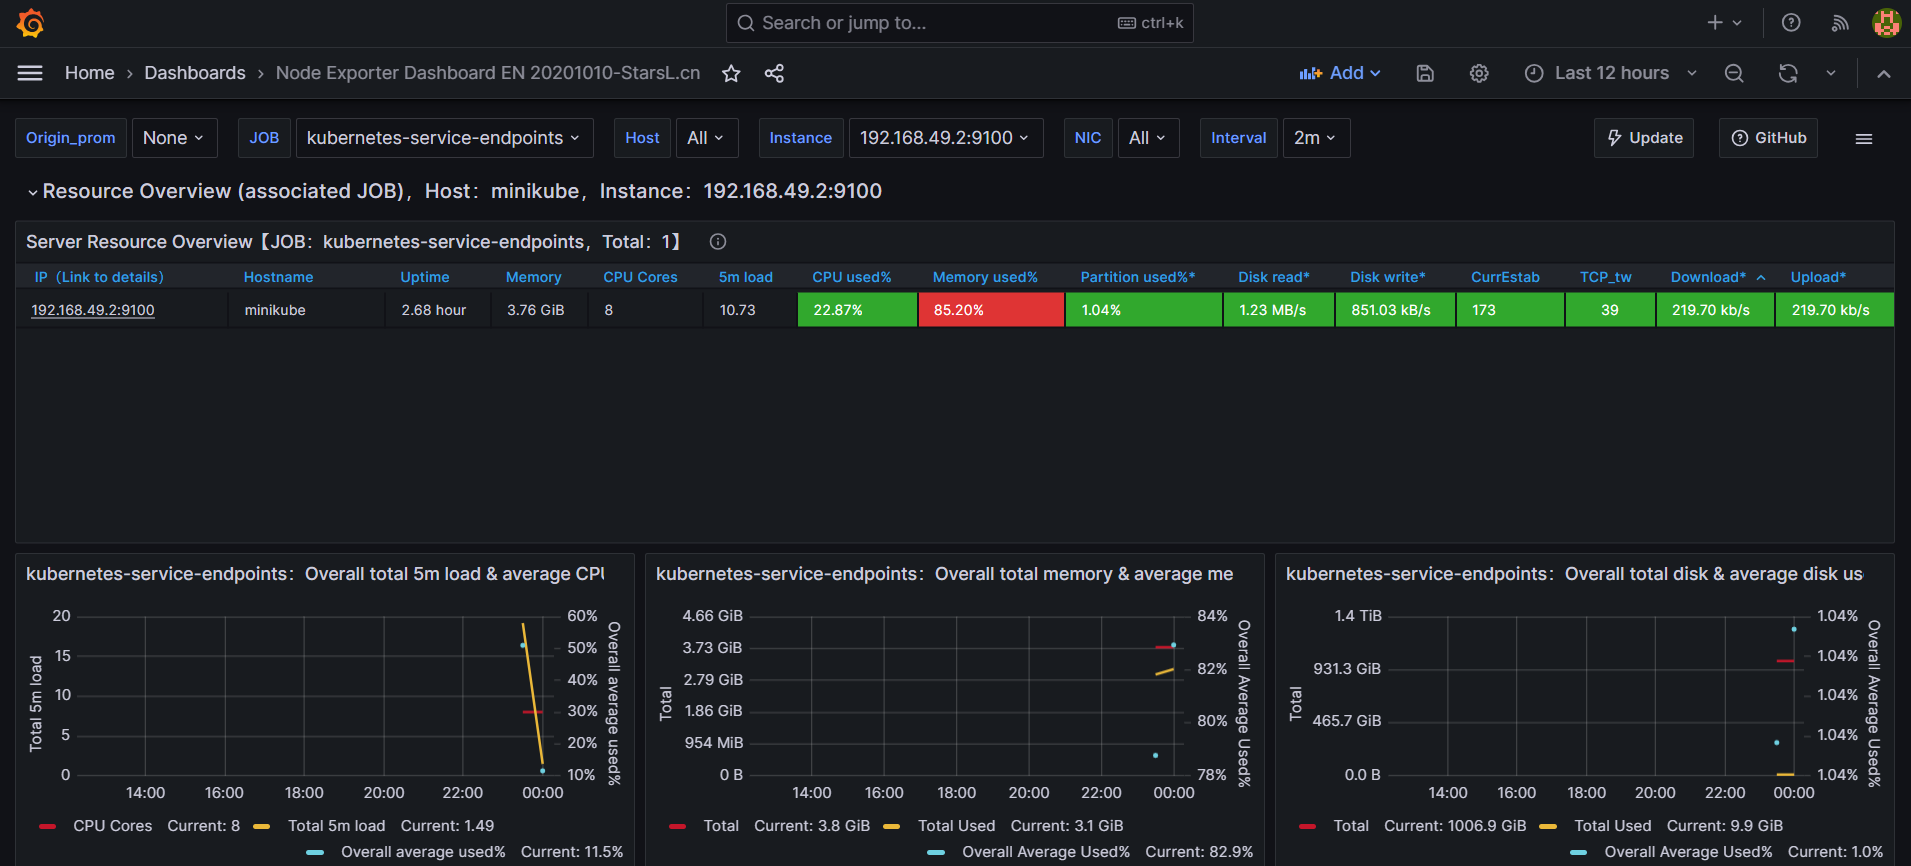 Search or jump to... ctrl+k
Home › Dashboards › Node Exporter Dashboard EN 20201010-StarsL.cn Add Last 12 hours
Origin_prom None JOB kubernetes-service-endpoints Host All Instance 192.168.49.2:9100 NIC All Interval 2m Update GitHub
Resource Overview (associated JOB)，Host：minikube，Instance：192.168.49.2:9100
Server Resource Overview【JOB：kubernetes-service-endpoints，Total：1】
IP（Link to details） Hostname Uptime Memory CPU Cores 5m load CPU used% Memory used% Partition used%* Disk read* Disk write* CurrEstab TCP_tw Download* Upload*
192.168.49.2:9100 minikube 2.68 hour 3.76 GiB 8 10.73 22.87% 85.20% 1.04% 1.23 MB/s 851.03 kB/s 173 39 219.70 kb/s 219.70 kb/s
kubernetes-service-endpoints：Overall total 5m load & average CPU
Total 5m load
20
15
10
5
0
60%
50%
40%
30%
20%
10%
Overall average used%
14:00 16:00 18:00 20:00 22:00 00:00
CPU Cores Current: 8 Total 5m load Current: 1.49
Overall average used% Current: 11.5%
kubernetes-service-endpoints：Overall total memory & average me
Total
4.66 GiB
3.73 GiB
2.79 GiB
1.86 GiB
954 MiB
0 B
84%
82%
80%
78%
Overall Average Used%
14:00 16:00 18:00 20:00 22:00 00:00
Total Current: 3.8 GiB Total Used Current: 3.1 GiB
Overall Average Used% Current: 82.9%
kubernetes-service-endpoints：Overall total disk & average disk us
Total
1.4 TiB
931.3 GiB
465.7 GiB
0.0 B
1.04%
1.04%
1.04%
1.04%
1.04%
Overall Average Used%
14:00 16:00 18:00 20:00 22:00 00:00
Total Current: 1006.9 GiB Total Used Current: 9.9 GiB
Overall Average Used% Current: 1.0%